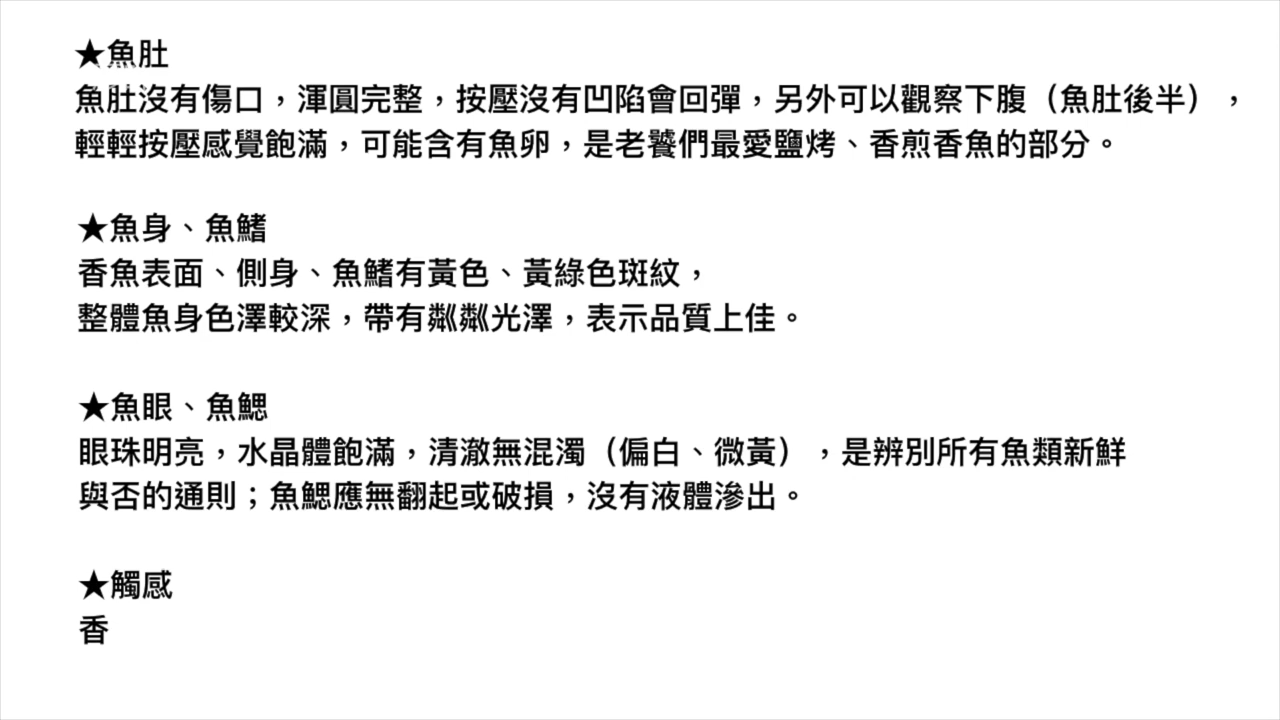 ★魚肚
魚肚沒有傷口，渾圓完整，按壓沒有凹陷會回彈，另外可以觀察下腹（魚肚後半），
輕輕按壓感覺飽滿，可能含有魚卵，是老饕們最愛鹽烤、香煎香魚的部分。
★魚身、魚鰭
香魚表面、側身、魚鰭有黃色、黃綠色斑紋，
整體魚身色澤較深，帶有粼粼光澤，表示品質上佳。
★魚眼、魚鰓
眼珠明亮，水晶體飽滿，清澈無混濁（偏白、微黃），是辨別所有魚類新鮮
與否的通則；魚鰓應無翻起或破損，沒有液體滲出。
★觸感
香